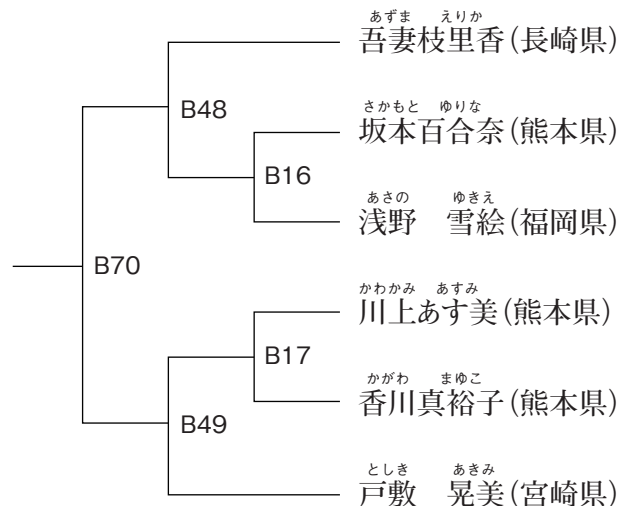 あずま えりか
吾妻枝里香(長崎県)
B48
さかもと ゆりな
坂本百合奈(熊本県)
B16
あさの ゆきえ
浅野　雪絵(福岡県)
B70
かわかみ あすみ
川上あす美(熊本県)
B17
かがわ まゆこ
香川真裕子(熊本県)
B49
としき あきみ
戸敷　晃美(宮崎県)